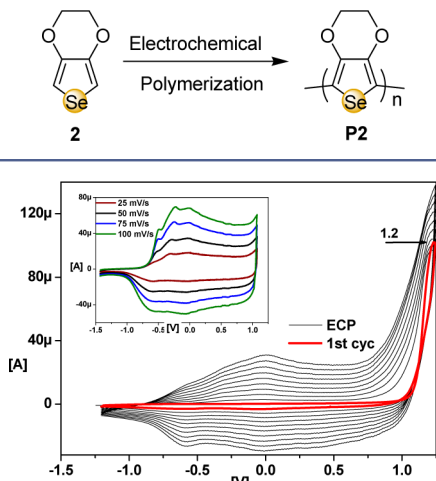 O O Electrochemical O O
Polymerization
Se Se n
2 P2
80µ
25 mV/s
50 mV/s
75 mV/s
100 mV/s
40µ
[A] 0
-40µ
-1.5 -1.0 -0.5 0.0 0.5 1.0
[V]
120µ
80µ
40µ
0
[A]
1.2
ECP
1st cyc
-1.5 -1.0 -0.5 0.0 0.5 1.0
[V]